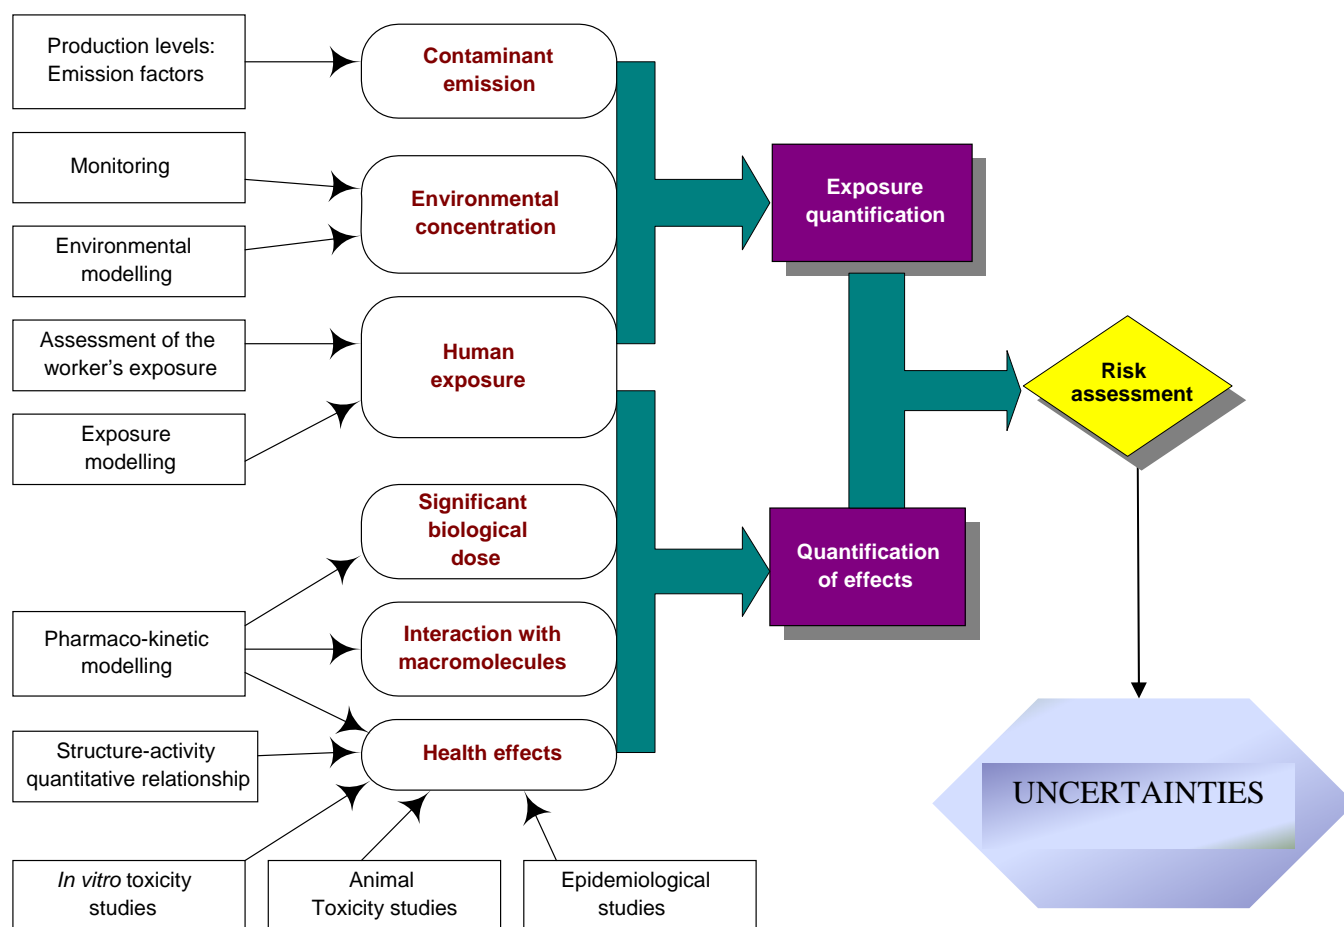 Production levels:
Emission factors
Contaminant
emission
Monitoring
Environmental
concentration
Exposure
quantification
Environmental
modelling
Assessment of the
worker's exposure
Human
exposure
Risk
assessment
Exposure
modelling
Significant
biological
dose
Quantification
of effects
Pharmaco-kinetic
modelling
Interaction with
macromolecules
Structure-activity
quantitative relationship
Health effects
UNCERTAINTIES
In vitro toxicity
studies
Animal
Toxicity studies
Epidemiological
studies